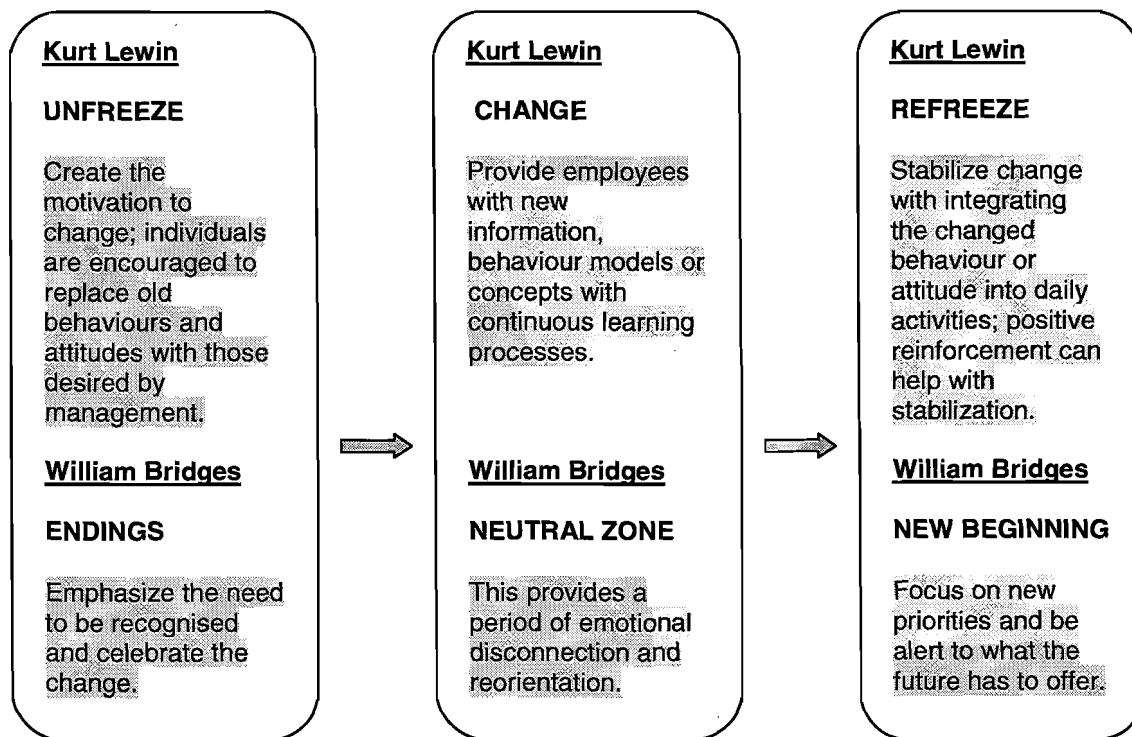 Kurt Lewin
UNFREEZE
Create the
motivation to
change; individuals
are encouraged to
replace old
behaviours and
attitudes with those
desired by
management.
William Bridges
ENDINGS
Emphasize the need
to be recognised
and celebrate the
change.
Kurt Lewin
CHANGE
Provide employees
with new
information,
behaviour models or
concepts with
continuous learning
processes.
William Bridges
NEUTRAL ZONE
This provides a
period of emotional
disconnection and
reorientation.
Kurt Lewin
REFREEZE
Stabilize change
with integrating
the changed
behaviour or
attitude into daily
activities; positive
reinforcement can
help with
stabilization.
William Bridges
NEW BEGINNING
Focus on new
priorities and be
alert to what the
future has to offer.